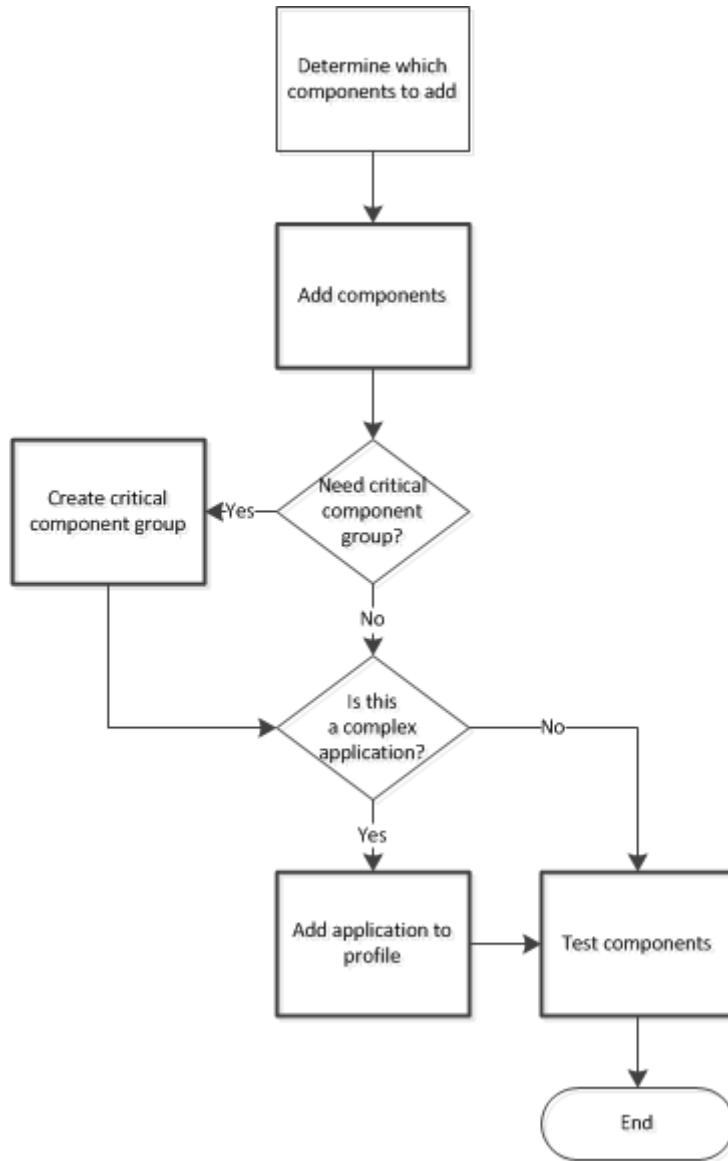 Determine which
components to add
Add components
Create critical
component group
Yes
Need critical
component
group?
No
Is this
a complex
application?
No
Yes
Add application to
profile
Test components
End